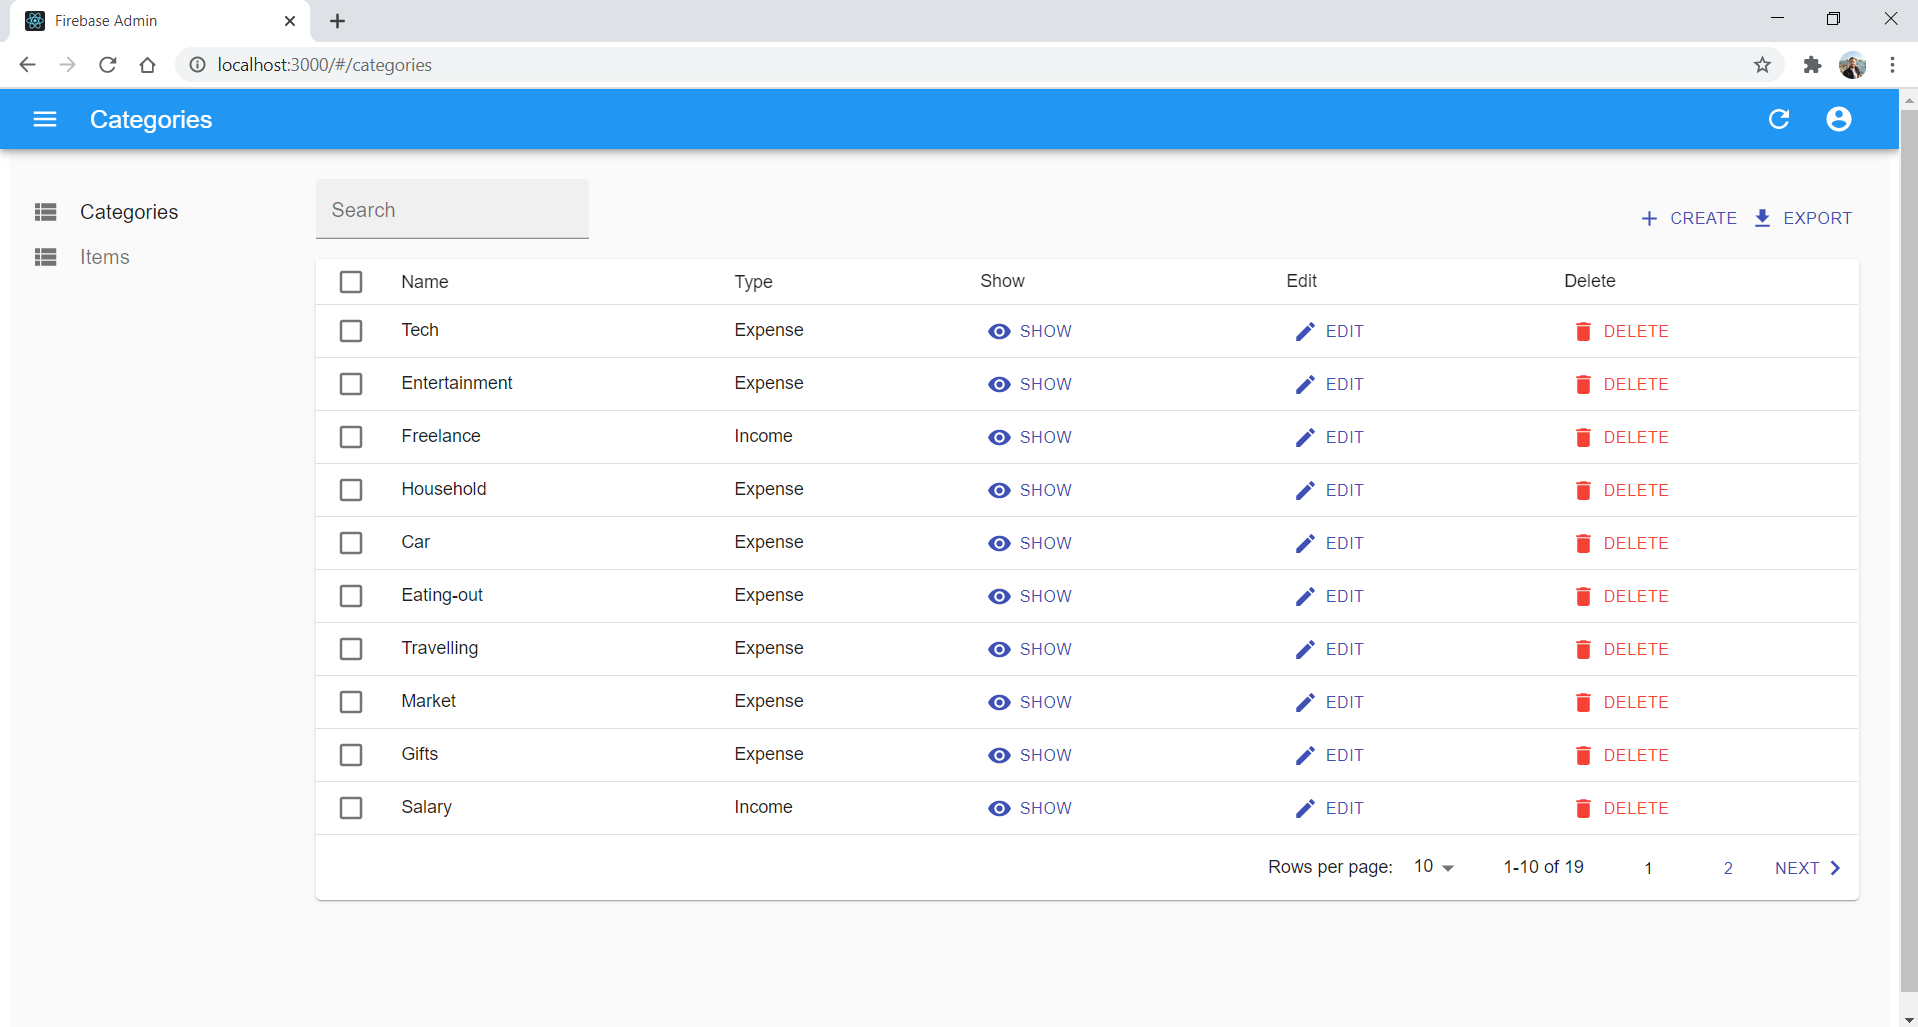 Firebase Admin
localhost:3000/#/categories
Categories
Categories
Items
Search
CREATE EXPORT
Name Type Show Edit Delete
Tech Expense SHOW EDIT DELETE
Entertainment Expense SHOW EDIT DELETE
Freelance Income SHOW EDIT DELETE
Household Expense SHOW EDIT DELETE
Car Expense SHOW EDIT DELETE
Eating-out Expense SHOW EDIT DELETE
Travelling Expense SHOW EDIT DELETE
Market Expense SHOW EDIT DELETE
Gifts Expense SHOW EDIT DELETE
Salary Income SHOW EDIT DELETE
Rows per page: 10 1-10 of 19 1 2 NEXT